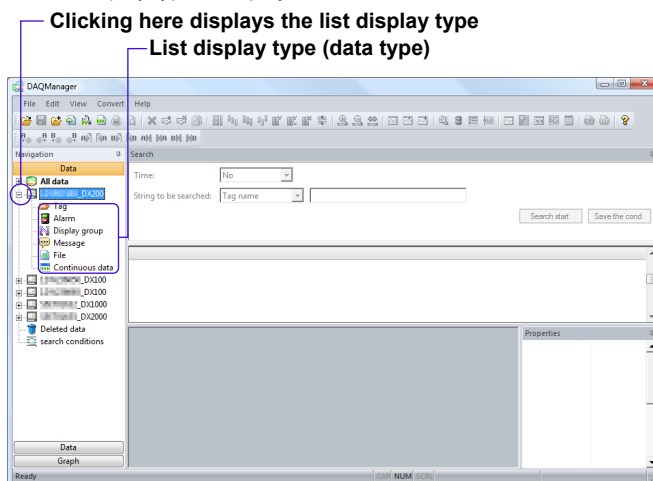 Clicking here displays the list display type
List display type (data type)
DAQManager
File Edit View Convert Help
Navigation
Search
Data
All data
_DX200
Tag
Alarm
Display group
Message
File
Continuous data
_DX100
_DX100
_DX1000
_DX2000
Deleted data
search conditions
Time: No
String to be searched: Tag name
Search start Save the cond.
Properties
Data
Graph
Ready
CAP NUM SCRL